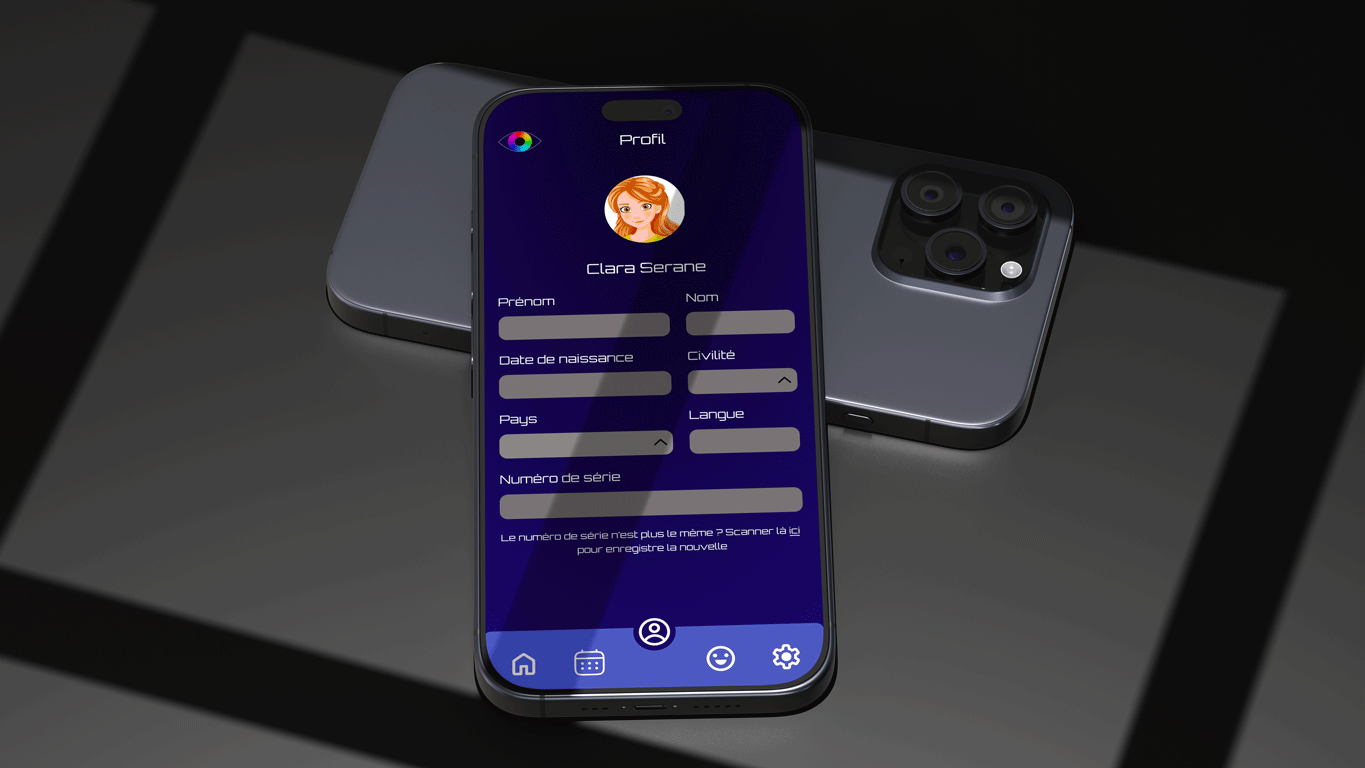 Profil
Clara Serane
Prénom
Nom
Date de naissance
Civilité
Pays
Langue
Numéro de série
Le numéro de série n'est plus le même ? Scanner là ici
pour enregistre la nouvelle